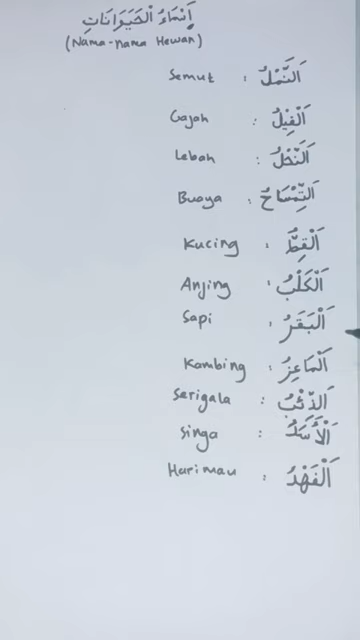 أَسْمَاءُ الْحَيَوَانَاتِ
(Nama-nama Hewan)
اَلنَّمْلُ : Semut
اَلْفِيْلُ : Gajah
اَلنَّحْلُ : Lebah
اَلتِّمْسَاحُ : Buaya
اَلْقِطُّ : Kucing
اَلْكَلْبُ : Anjing
اَلْبَقَرُ : Sapi
اَلْمَاعِزُ : Kambing
اَلذِّئْبُ : Serigala
اَلْأَسَدُ : Singa
اَلْفَهْدُ : Harimau